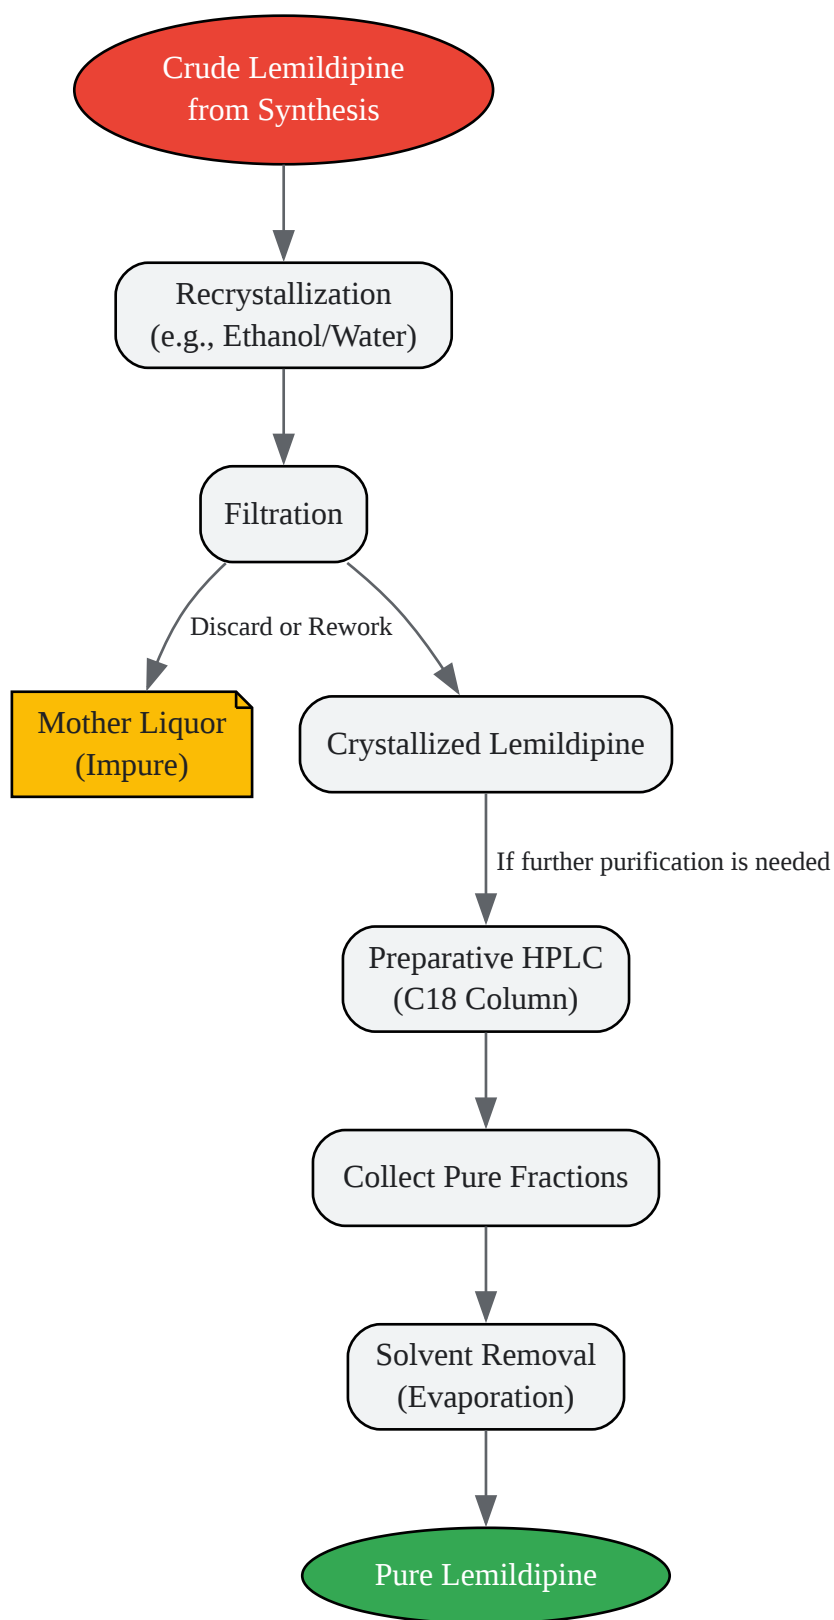 Crude Lemildipine
from Synthesis
Recrystallization
(e.g., Ethanol/Water)
Filtration
Discard or Rework
Mother Liquor
(Impure)
Crystallized Lemildipine
If further purification is needed
Preparative HPLC
(C18 Column)
Collect Pure Fractions
Solvent Removal
(Evaporation)
Pure Lemildipine